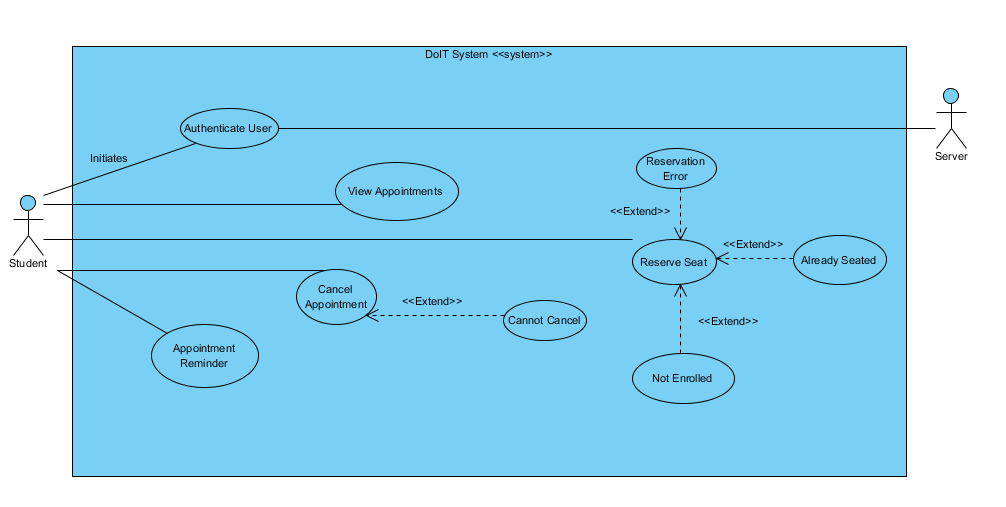 DoIT System <<system>>
Authenticate User
Server
Initiates
Reservation
Error
View Appointments
<<Extend>>
Student
<<Extend>>
Reserve Seat
Already Seated
Cancel
Appointment
<<Extend>>
Cannot Cancel
<<Extend>>
Appointment
Reminder
Not Enrolled